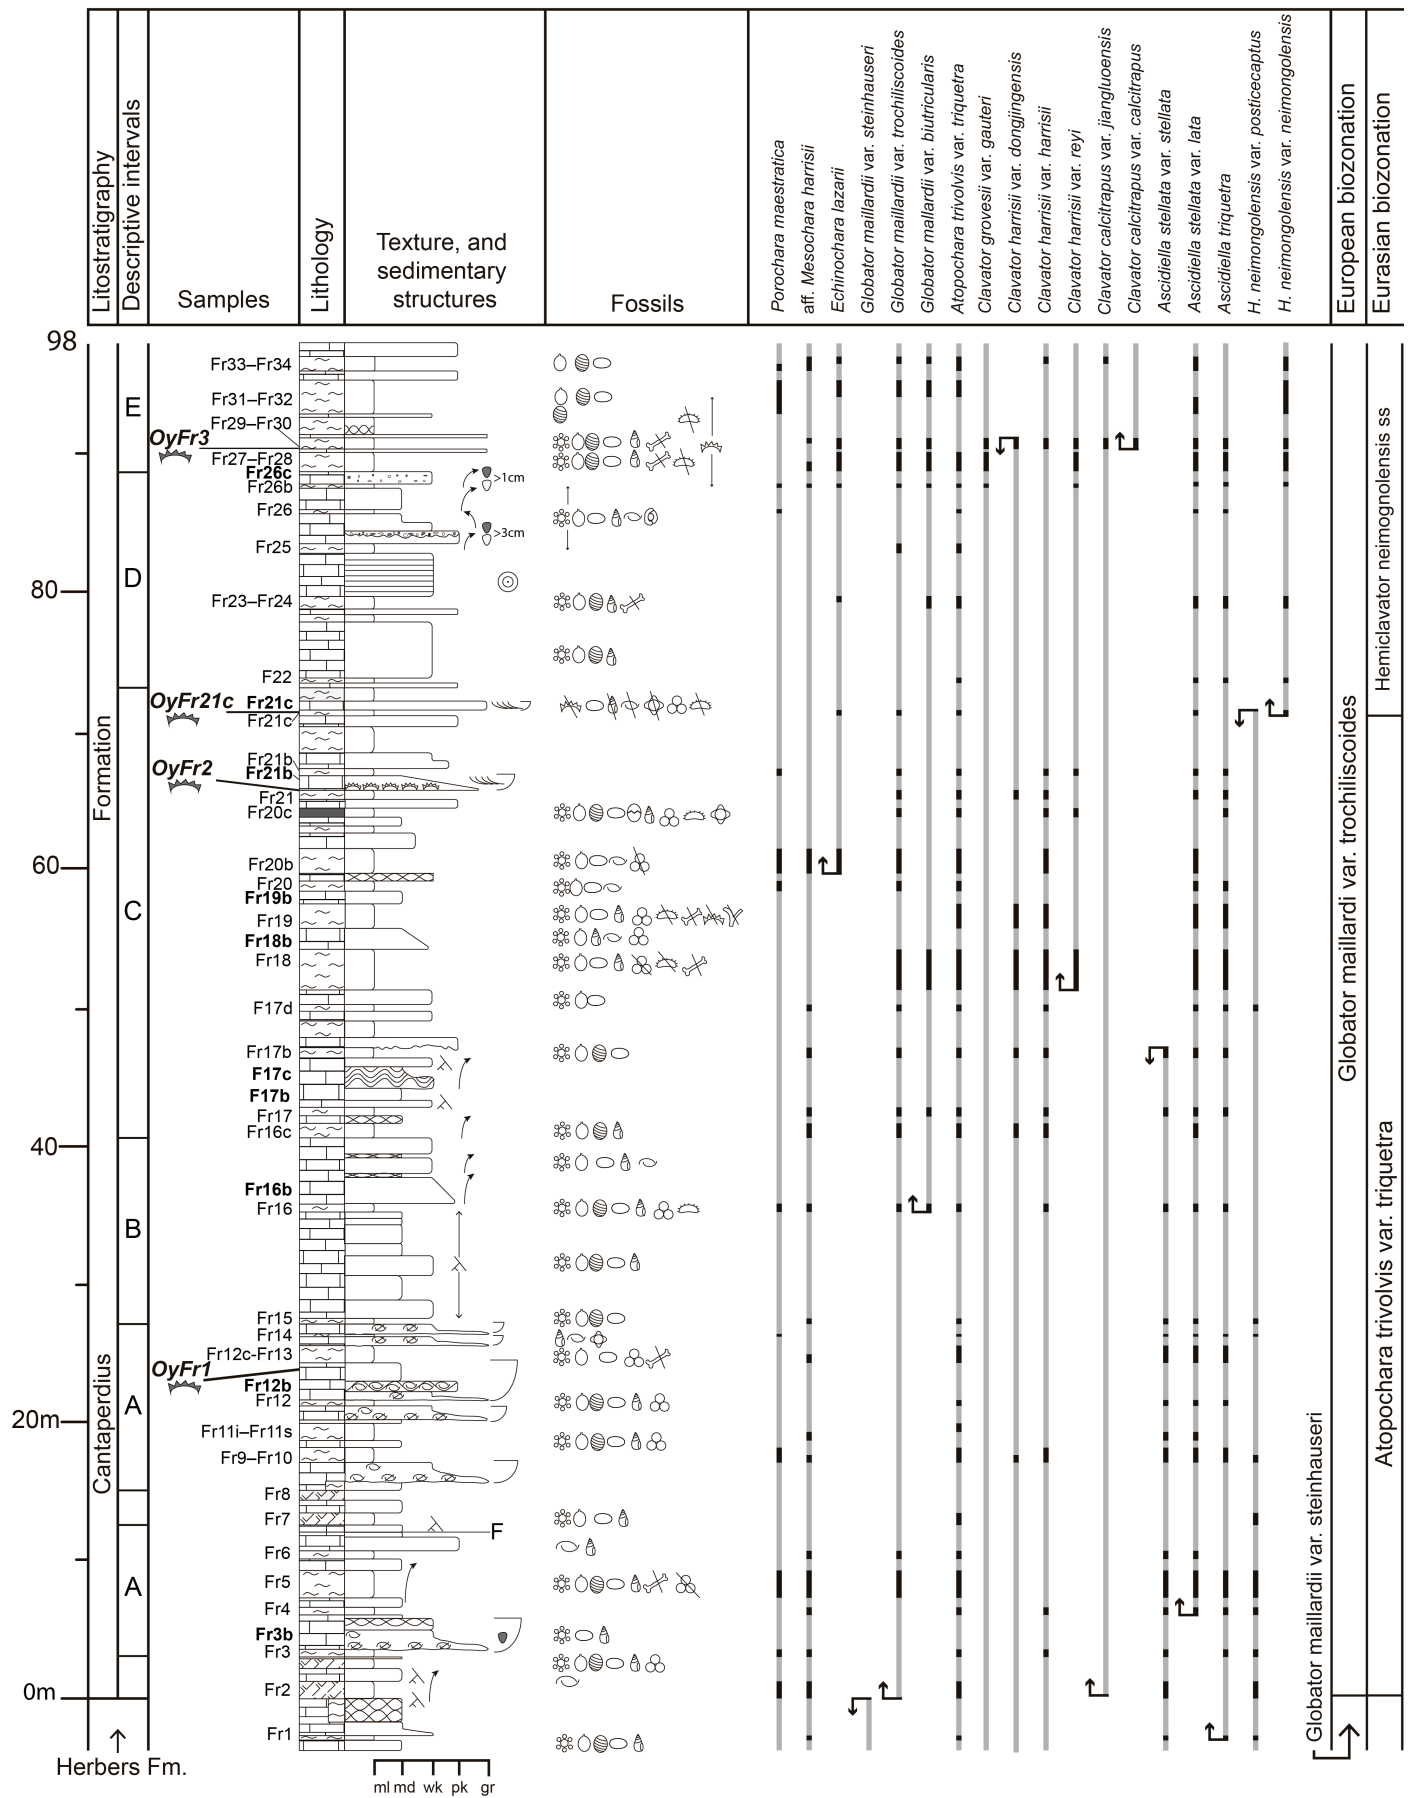 Litostratigraphy
Descriptive intervals
Samples
Lithology
Texture, and
sedimentary
structures
Fossils
Porochara maestratica
aff. Mesochara harrisii
Echinochara lazarii
Globator maillardii var. steinhauseri
Globator maillardii var. trochiliscoides
Globator mallardii var. biutricularis
Atopochara trivolvis var. triquetra
Clavator grovesii var. gauteri
Clavator harrisii var. dongjingensis
Clavator harrisii var. harrisii
Clavator harrisii var. reyi
Clavator calcitrapus var. jiangluoensis
Clavator calcitrapus var. calcitrapus
Ascidiella stellata var. stellata
Ascidiella stellata var. lata
Ascidiella triquetra
H. neimongolensis var. posticecaptus
H. neimongolensis var. neimongolensis
European biozonation
Eurasian biozonation
98
Fr33–Fr34
E
Fr31–Fr32
Fr29–Fr30
OyFr3
Fr27–Fr28
Fr26c
>1cm
Fr26b
Fr26
>3cm
Fr25
D
80
Fr23–Fr24
F22
OyFr21c
Fr21c
Fr21c
Fr21b
OyFr2
Fr21b
Fr21
Fr20c
60
Fr20b
Fr20
Fr19b
C
Fr19
Fr18b
Fr18
F17d
Fr17b
F17c
F17b
Fr17
Fr16c
40
Fr16b
Fr16
B
Fr15
Fr14
Fr12c-Fr13
OyFr1
Fr12b
Fr12
A
20m
Fr11i–Fr11s
Fr9–Fr10
Fr8
Fr7
F
Fr6
Fr5
A
Fr4
Fr3b
Fr3
Fr2
0m
Fr1
Formation
Cantaperdius
Herbers Fm.
ml md wk pk gr
Globator maillardii var. steinhauseri
Globator maillardi var. trochiliscoides
Hemiclavator neimognolensis ss
Atopochara trivolvis var. triquetra